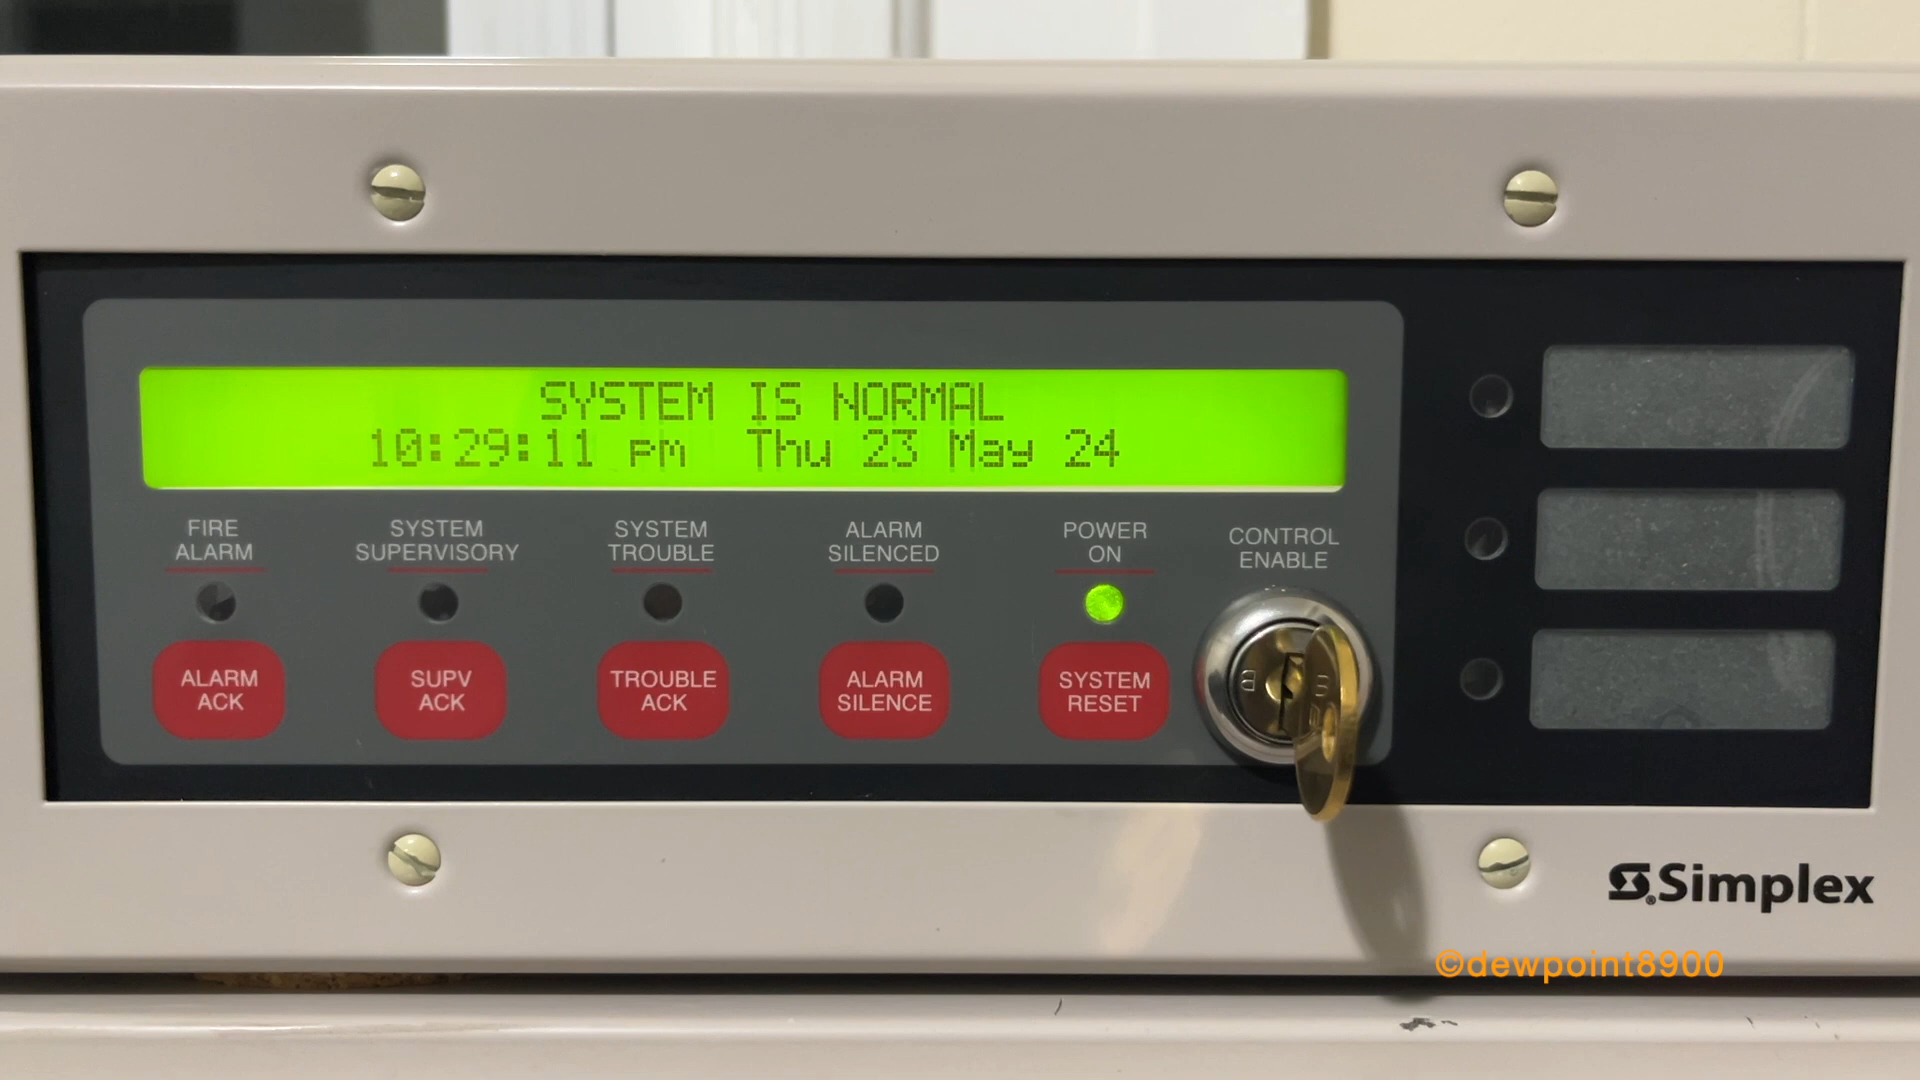 SYSTEM IS NORMAL
10:29:11 pm Thu 23 May 24
FIRE
ALARM
SYSTEM
SUPERVISORY
SYSTEM
TROUBLE
ALARM
SILENCED
POWER
ON
CONTROL
ENABLE
ALARM
ACK
SUPV
ACK
TROUBLE
ACK
ALARM
SILENCE
SYSTEM
RESET
Simplex
©dewpoint8900